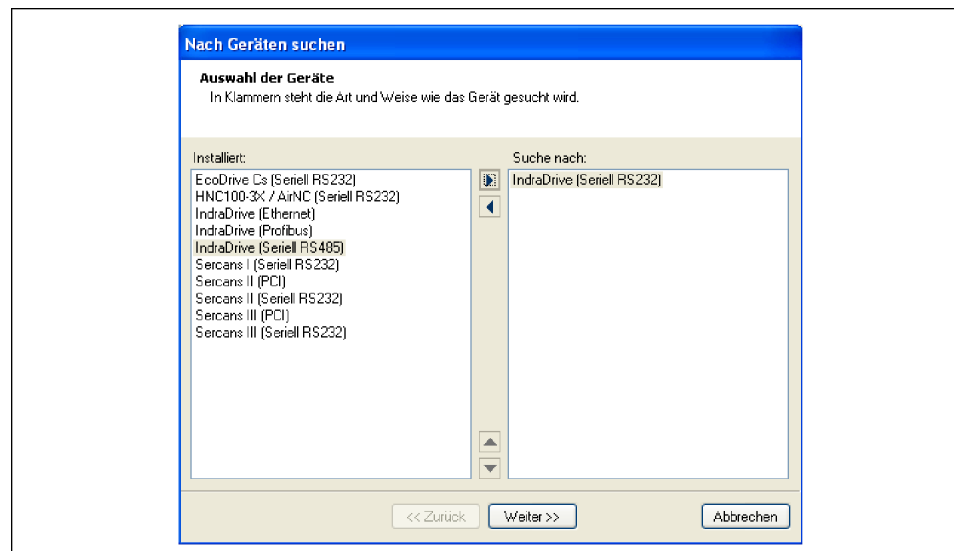 Nach Geräten suchen
Auswahl der Geräte
In Klammern steht die Art und Weise wie das Gerät gesucht wird.
Installiert:
EcoDrive Cs (Seriell RS232)
HNC100-3X / AirNC (Seriell RS232)
IndraDrive (Ethernet)
IndraDrive (Profibus)
IndraDrive (Seriell RS485)
Sercans I (Seriell RS232)
Sercans II (PCI)
Sercans II (Seriell RS232)
Sercans III (PCI)
Sercans III (Seriell RS232)
Suche nach:
IndraDrive (Seriell RS232)
<< Zurück
Weiter >>
Abbrechen